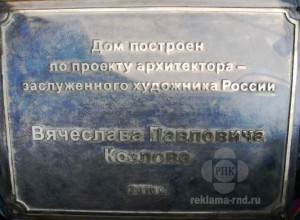 Дом построен
по проекту архитектора –
заслуженного художника России
Вячеслава Павловича
Козлова
РПК
reklama-rnd.ru